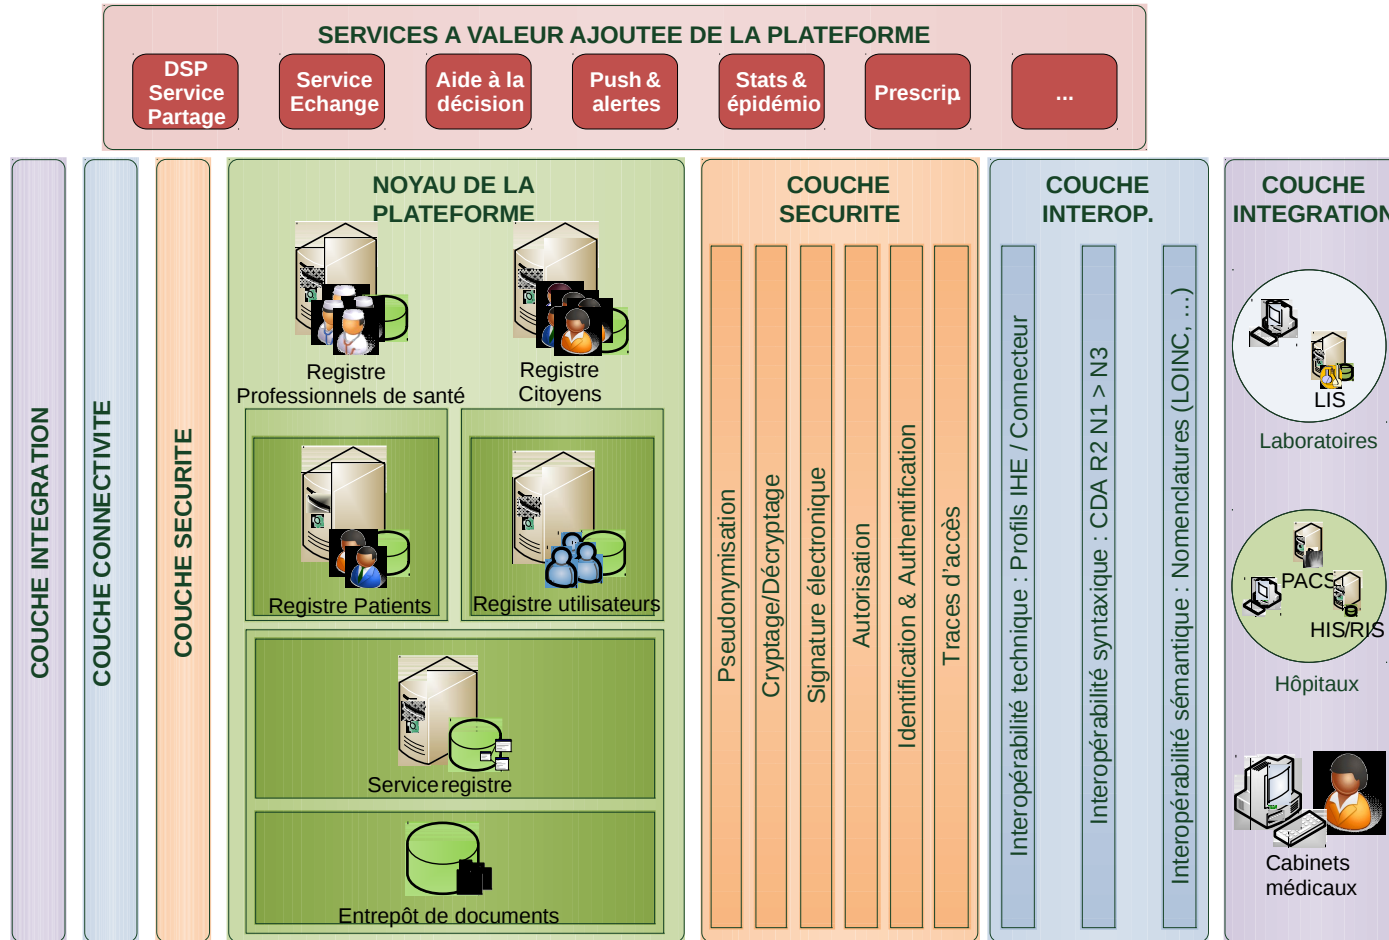 SERVICES A VALEUR AJOUTEE DE LA PLATEFORME
DSP
Service
Partage
Service
Echange
Aide à la
décision
Push &
alertes
Stats &
épidémio
Prescrip.
...
COUCHE INTEGRATION
COUCHE CONNECTIVITE
COUCHE SECURITE
NOYAU DE LA
PLATEFORME
Registre
Professionnels de santé
Registre
Citoyens
Registre Patients
Registre utilisateurs
Service registre
Entrepôt de documents
COUCHE
SECURITE
Pseudonymisation
Cryptage/Décryptage
Signature électronique
Autorisation
Identification & Authentification
Traces d'accès
COUCHE
INTEROP.
Interopérabilité technique : Profils IHE / Connecteur
Interopérabilité syntaxique : CDA R2 N1 > N3
Interopérabilité sémantique : Nomenclatures (LOINC, ...)
COUCHE
INTEGRATION
LIS
Laboratoires
PACS
HIS/RIS
Hôpitaux
Cabinets
médicaux